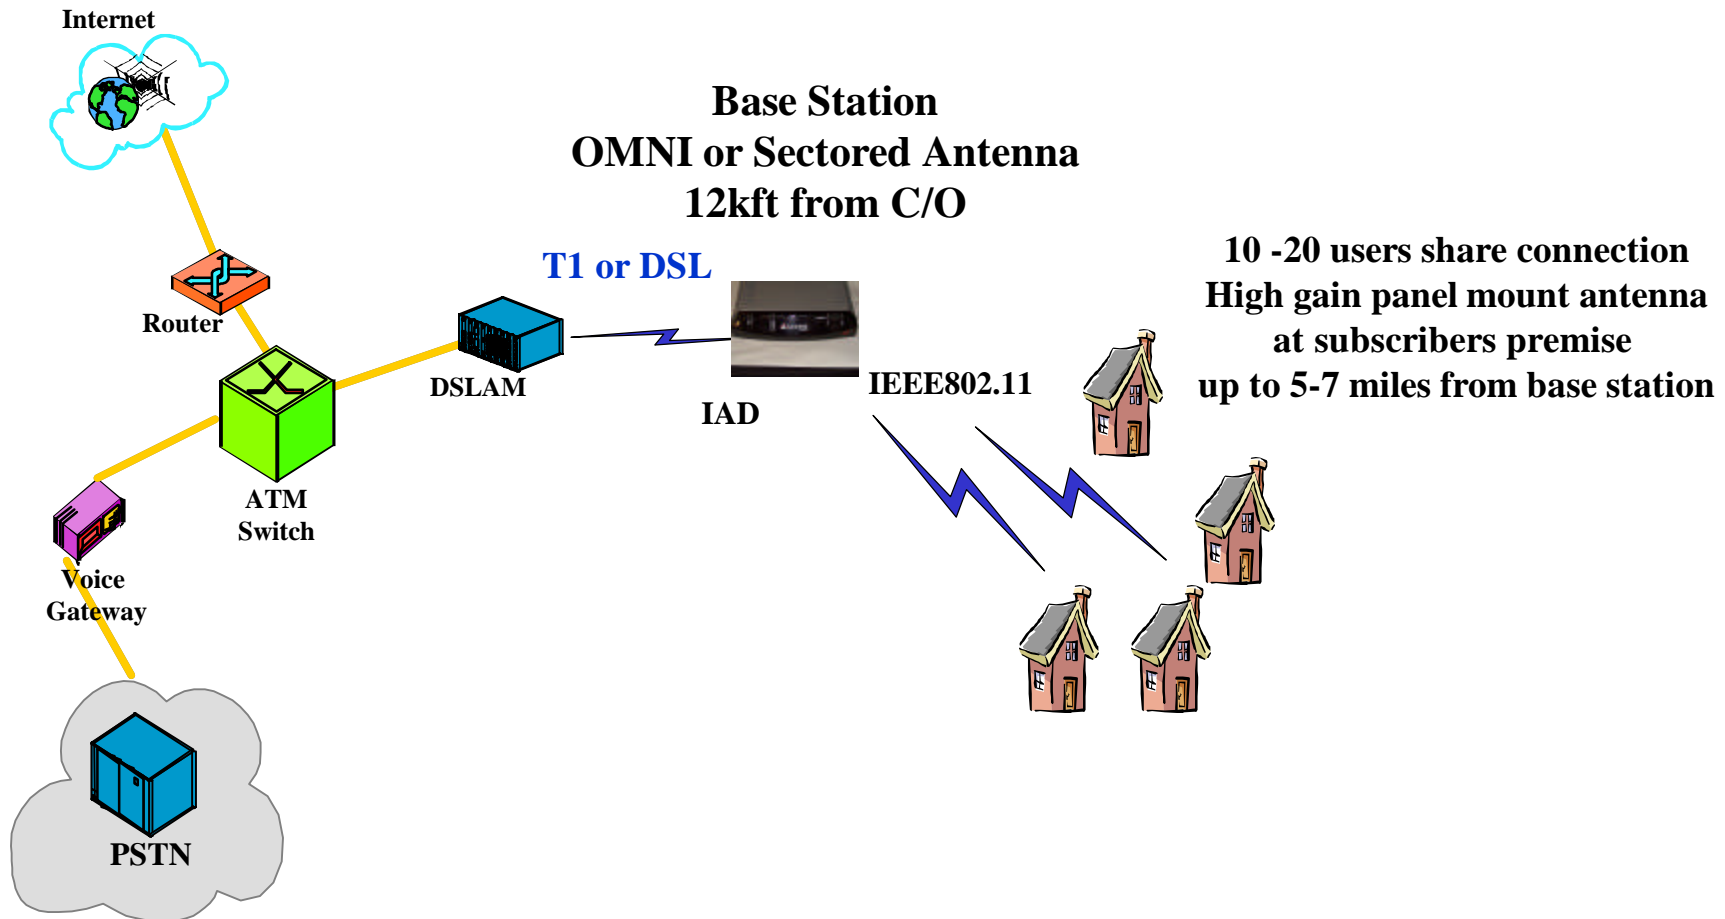 Internet
Base Station
OMNI or Sectored Antenna
12kft from C/O
10 -20 users share connection
High gain panel mount antenna
at subscribers premise
up to 5-7 miles from base station
T1 or DSL
Router
DSLAM
IAD
IEEE802.11
ATM
Switch
Voice
Gateway
PSTN